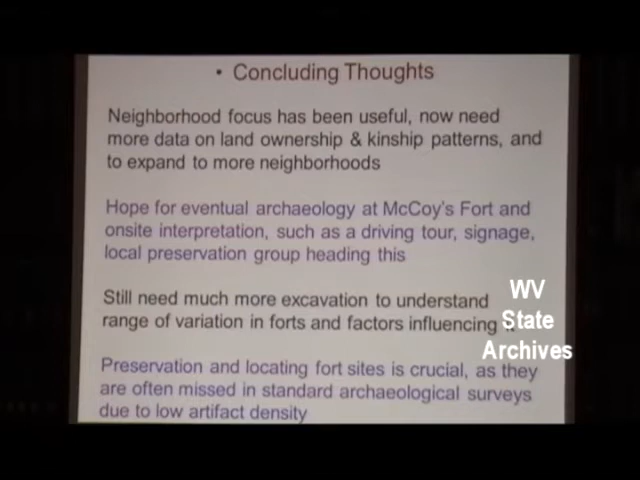 • Concluding Thoughts
Neighborhood focus has been useful, now need
more data on land ownership & kinship patterns, and
to expand to more neighborhoods
Hope for eventual archaeology at McCoy's Fort and
onsite interpretation, such as a driving tour, signage,
local preservation group heading this
Still need much more excavation to understand
range of variation in forts and factors influencing
Preservation and locating fort sites is crucial, as they
are often missed in standard archaeological surveys
due to low artifact density
WV
State
Archives